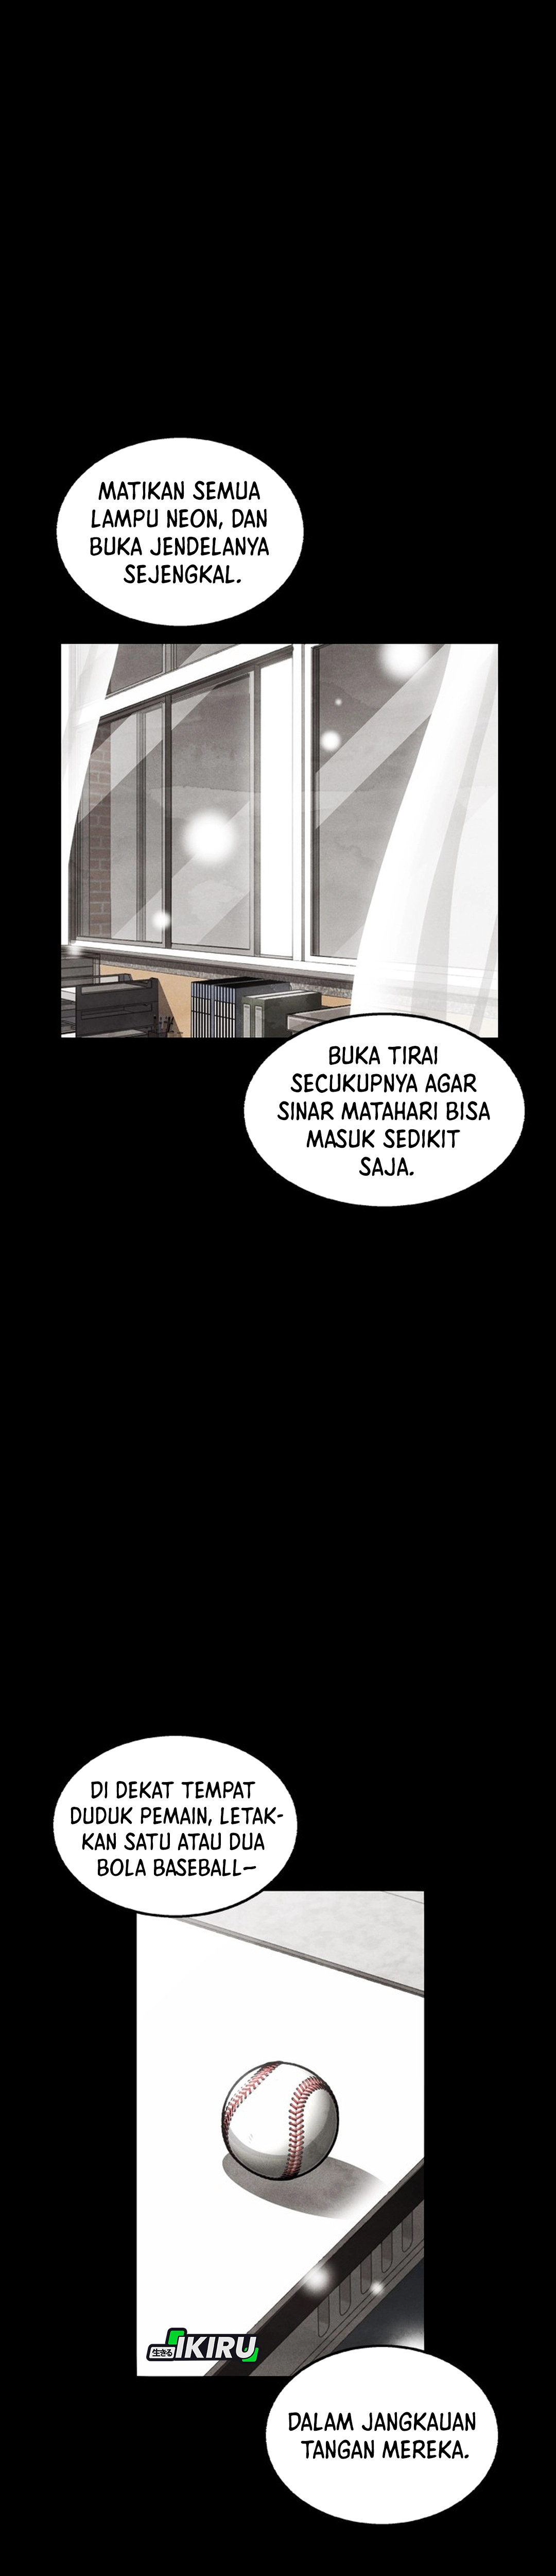 MATIKAN SEMUA
LAMPU NEON, DAN
BUKA JENDELANYA
SEJENGKAL.
BUKA TIRAI
SECUKUPNYA AGAR
SINAR MATAHARI BISA
MASUK SEDIKIT
SAJA.
DI DEKAT TEMPAT
DUDUK PEMAIN, LETAK-
KAN SATU ATAU DUA
BOLA BASEBALL—
生きる IKIRU
DALAM JANGKAUAN
TANGAN MEREKA.